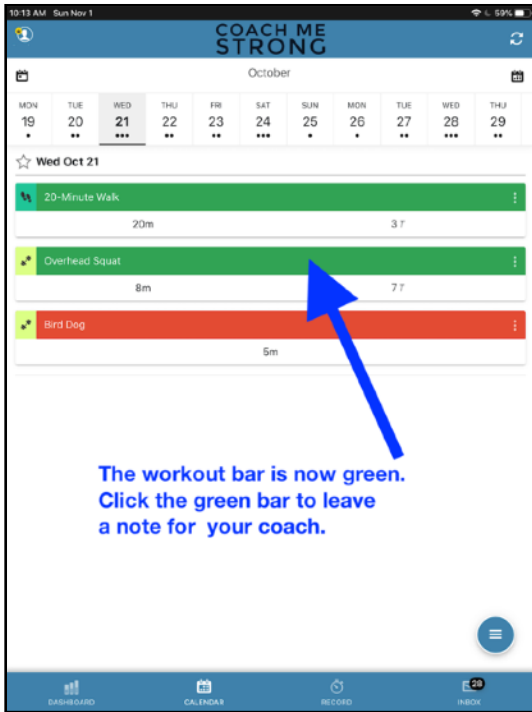 10:13 AM Sun Nov 1 59%
COACH ME
STRONG
October
MON TUE WED THU FRI SAT SUN MON TUE WED THU
19 20 21 22 23 24 25 26 27 28 29
Wed Oct 21
20-Minute Walk
20m 3 T
Overhead Squat
8m 7 T
Bird Dog
5m
The workout bar is now green.
Click the green bar to leave
a note for your coach.
28
DASHBOARD CALENDAR RECORD INBOX